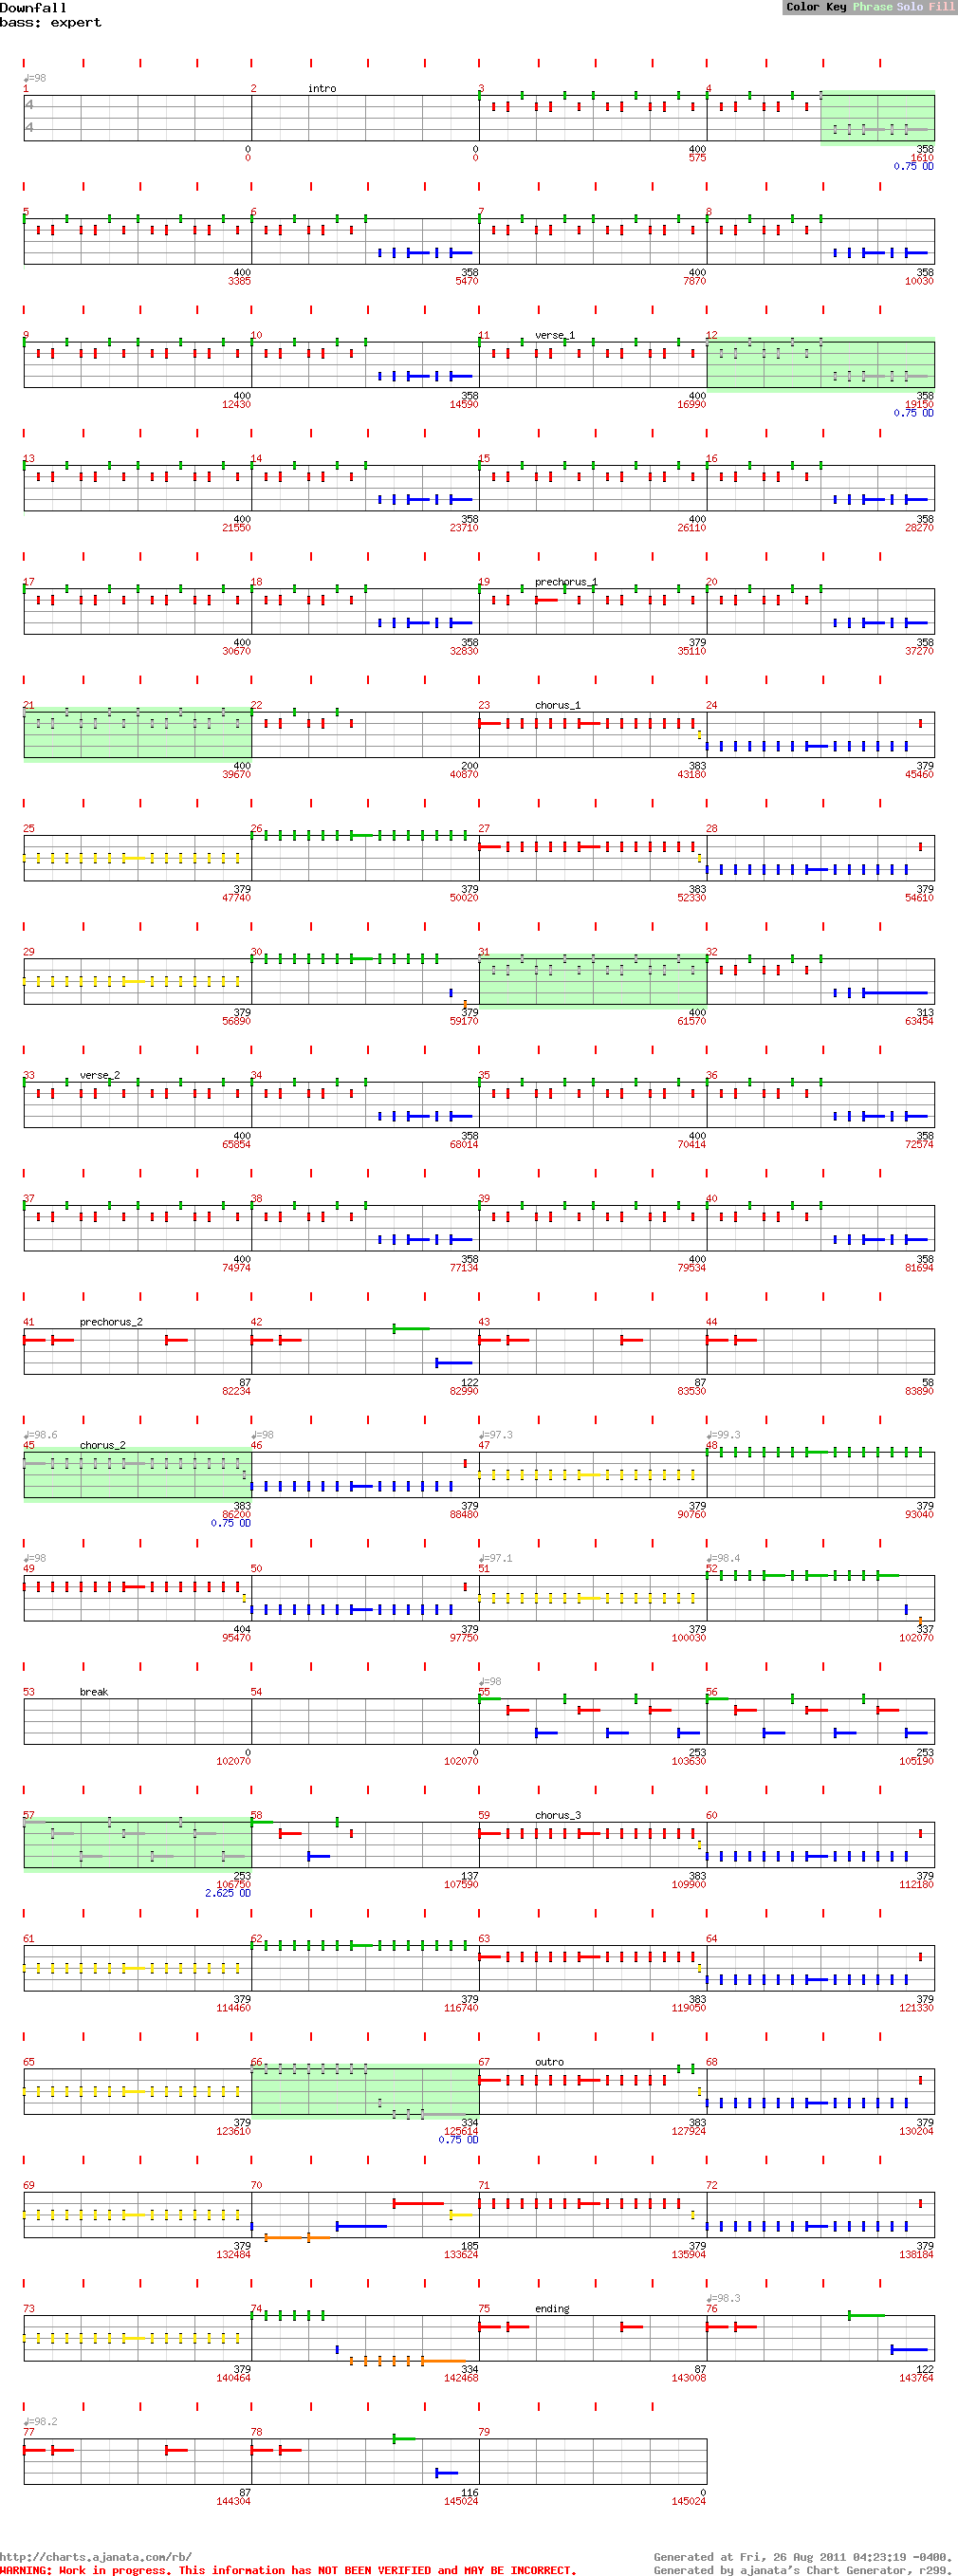 Downfall
bass: expert
Color Key Phrase Solo Fill
♩=98
1 2 intro 3 4
4
4
0 0 400 358
0 0 575 1610
0.75 OD
5 6 7 8
400 358 400 358
3385 5470 7870 10030
9 10 11 verse_1 12
400 358 400 358
12430 14590 16990 19150
0.75 OD
13 14 15 16
400 358 400 358
21550 23710 26110 28270
17 18 19 prechorus_1 20
400 358 379 358
30670 32830 35110 37270
21 22 23 chorus_1 24
400 200 383 379
39670 40870 43180 45460
25 26 27 28
379 379 383 379
47740 50020 52330 54610
29 30 31 32
379 379 400 313
56890 59170 61570 63454
33 verse_2 34 35 36
400 358 400 358
65854 68014 70414 72574
37 38 39 40
400 358 400 358
74974 77134 79534 81694
41 prechorus_2 42 43 44
87 122 87 58
82234 82990 83530 83890
♩=98.6 ♩=98 ♩=97.3 ♩=99.3
45 chorus_2 46 47 48
383 379 379 379
86200 88480 90760 93040
0.75 OD
♩=98 ♩=97.1 ♩=98.4
49 50 51 52
404 379 379 337
95470 97750 100030 102070
♩=98
53 break 54 55 56
0 0 253 253
102070 102070 103630 105190
57 58 59 chorus_3 60
253 137 383 379
106750 107590 109900 112180
2.625 OD
61 62 63 64
379 379 383 379
114460 116740 119050 121330
65 66 67 outro 68
379 334 383 379
123610 125614 127924 130204
0.75 OD
69 70 71 72
379 185 379 379
132484 133624 135904 138184
♩=98.3
73 74 75 ending 76
379 334 87 122
140464 142468 143008 143764
♩=98.2
77 78 79
87 116 0
144304 145024 145024
http://charts.ajanata.com/rb/
Generated at Fri, 26 Aug 2011 04:23:19 -0400.
WARNING: Work in progress. This information has NOT BEEN VERIFIED and MAY BE INCORRECT.
Generated by ajanata's Chart Generator, r299.